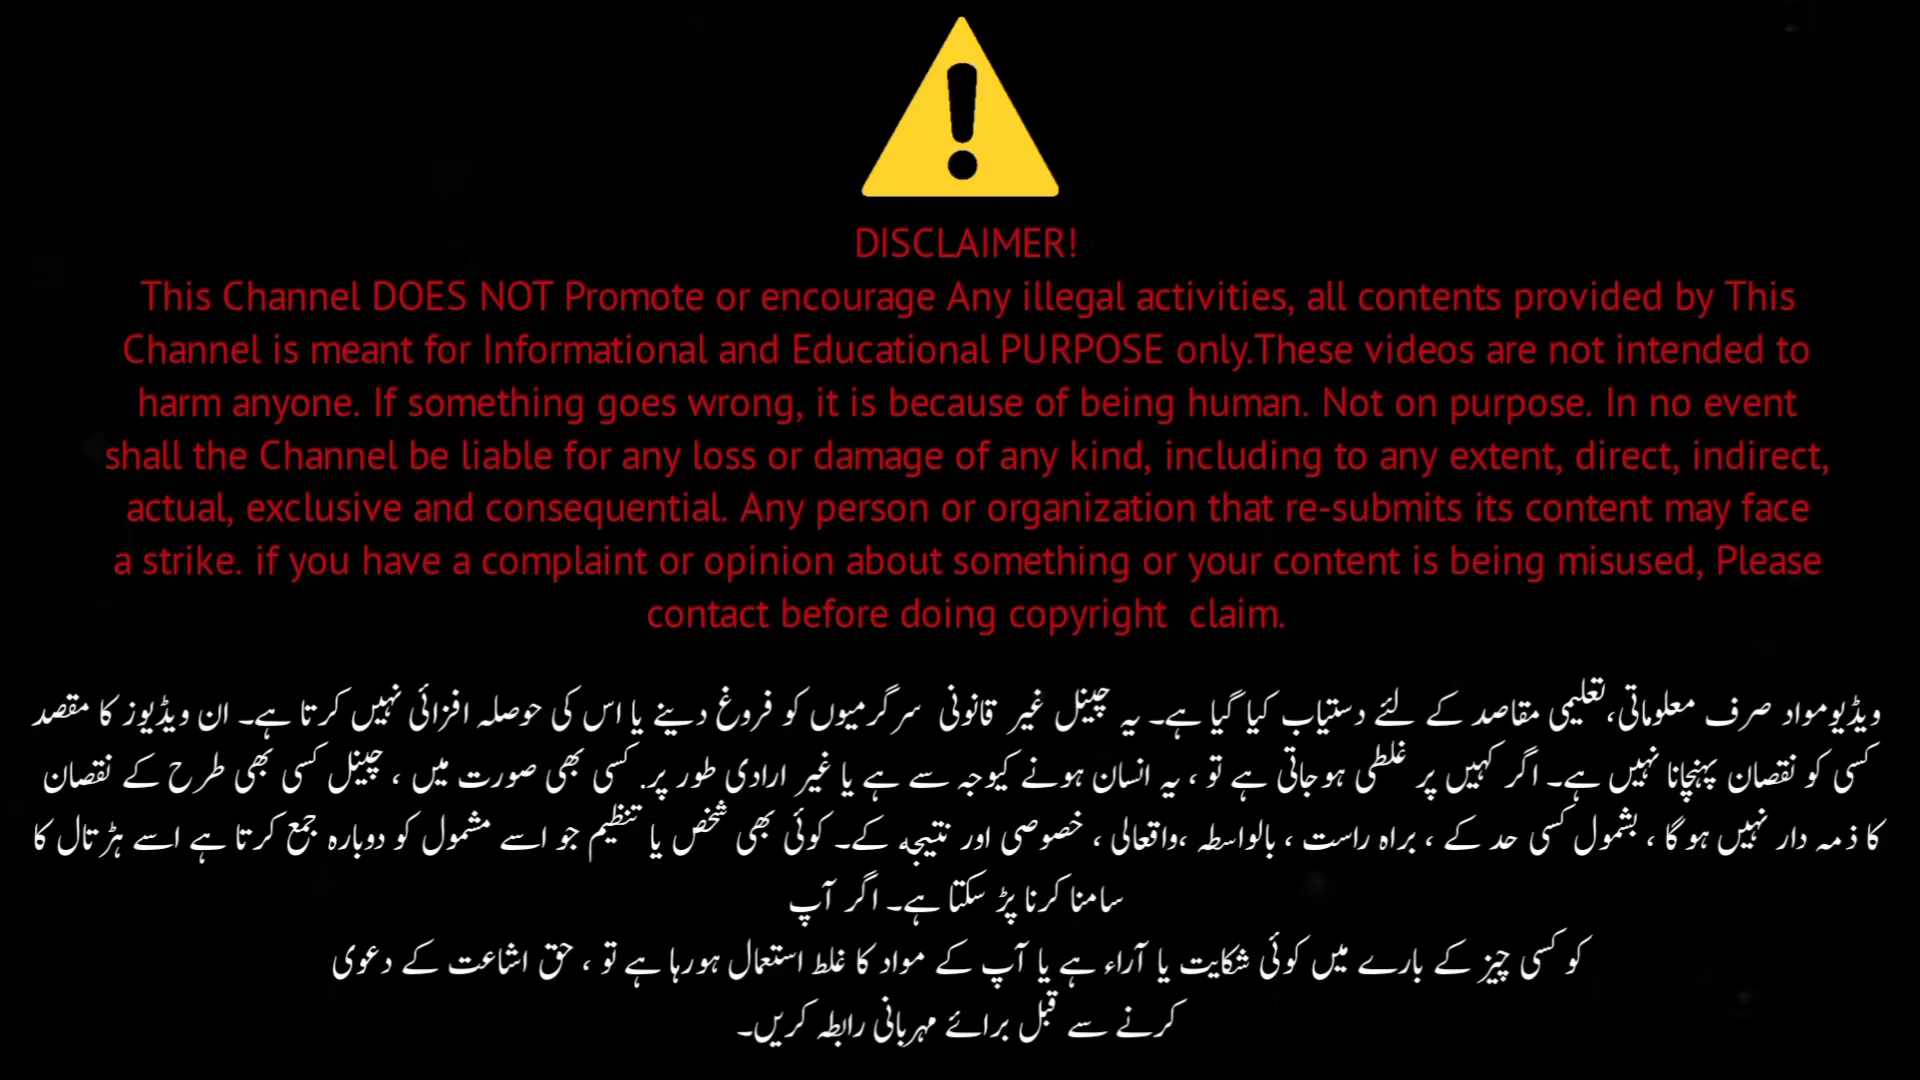 DISCLAIMER!
This Channel DOES NOT Promote or encourage Any illegal activities, all contents provided by This
Channel is meant for Informational and Educational PURPOSE only.These videos are not intended to
harm anyone. If something goes wrong, it is because of being human. Not on purpose. In no event
shall the Channel be liable for any loss or damage of any kind, including to any extent, direct, indirect,
actual, exclusive and consequential. Any person or organization that re-submits its content may face
a strike. if you have a complaint or opinion about something or your content is being misused, Please
contact before doing copyright claim.
ویڈیومواد صرف معلوماتی،تعلیمی مقاصد کے لئے دستیاب کیا گیا ہے۔ یہ چینل غیر قانونی سرگرمیوں کو فروغ دینے یا اس کی حوصلہ افزائی نہیں کرتا ہے۔ ان ویڈیوز کا مقصد
کسی کو نقصان پہنچانا نہیں ہے۔ اگر کہیں پر غلطی ہوجاتی ہے تو ، یہ انسان ہونے کیوجہ سے ہے یا غیر ارادی طور پر. کسی بھی صورت میں ، چینل کسی بھی طرح کے نقصان
کا ذمہ دار نہیں ہوگا ، بشمول کسی حد کے ، براہ راست ، بالواسطہ ،واقعالی ، خصوصی اور نتیجہ کے۔ کوئی بھی شخص یا تنظیم جو اسے مشمول کو دوبارہ جمع کرتا ہے اسے ہڑتال کا
سامنا کرنا پڑ سکتا ہے۔ اگر آپ
کو کسی چیز کے بارے میں کوئی شکایت یا آراء ہے یا آپ کے مواد کا غلط استعمال ہورہا ہے تو ، حق اشاعت کے دعوی
کرنے سے قبل برائے مہربانی رابطہ کریں۔